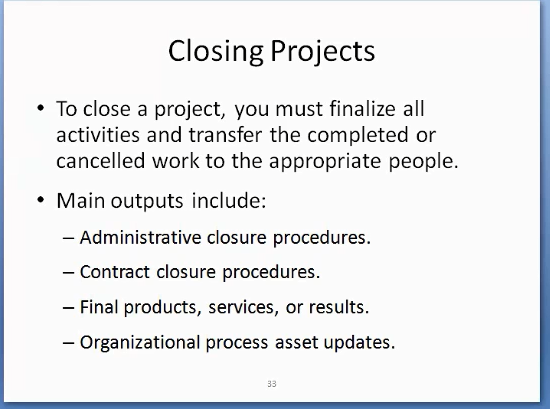 Closing Projects
• To close a project, you must finalize all
activities and transfer the completed or
cancelled work to the appropriate people.
• Main outputs include:
– Administrative closure procedures.
– Contract closure procedures.
– Final products, services, or results.
– Organizational process asset updates.
33